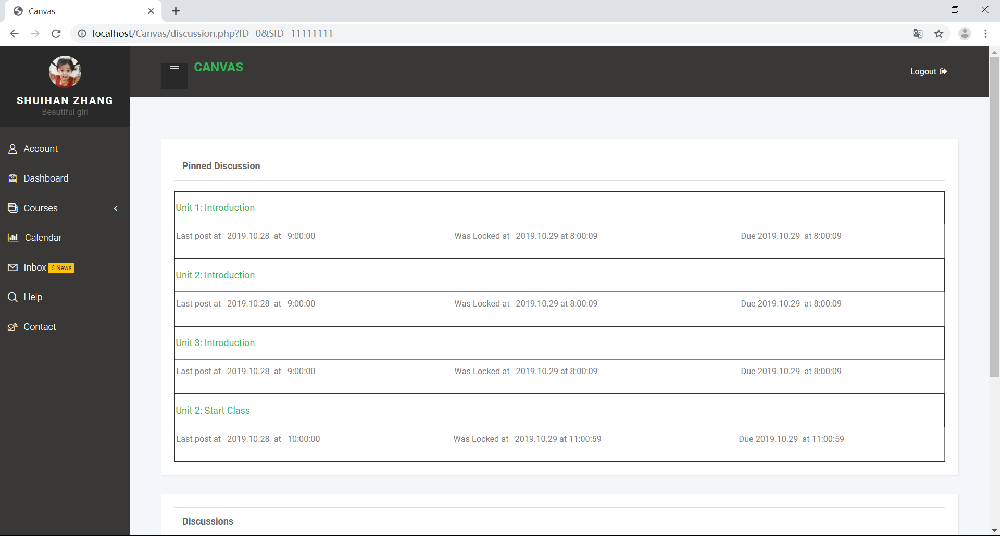 Canvas
localhost/Canvas/discussion.php?ID=0&SID=11111111
CANVAS
Logout
SHUIHAN ZHANG
Beautiful girl
Account
Dashboard
Courses
Calendar
Inbox 6 News
Help
Contact
Pinned Discussion
Unit 1: Introduction
Last post at 2019.10.28 at 9:00:00 Was Locked at 2019.10.29 at 8:00:09 Due 2019.10.29 at 8:00:09
Unit 2: Introduction
Last post at 2019.10.28 at 9:00:00 Was Locked at 2019.10.29 at 8:00:09 Due 2019.10.29 at 8:00:09
Unit 3: Introduction
Last post at 2019.10.28 at 9:00:00 Was Locked at 2019.10.29 at 8:00:09 Due 2019.10.29 at 8:00:09
Unit 2: Start Class
Last post at 2019.10.28 at 10:00:00 Was Locked at 2019.10.29 at 11:00:59 Due 2019.10.29 at 11:00:59
Discussions